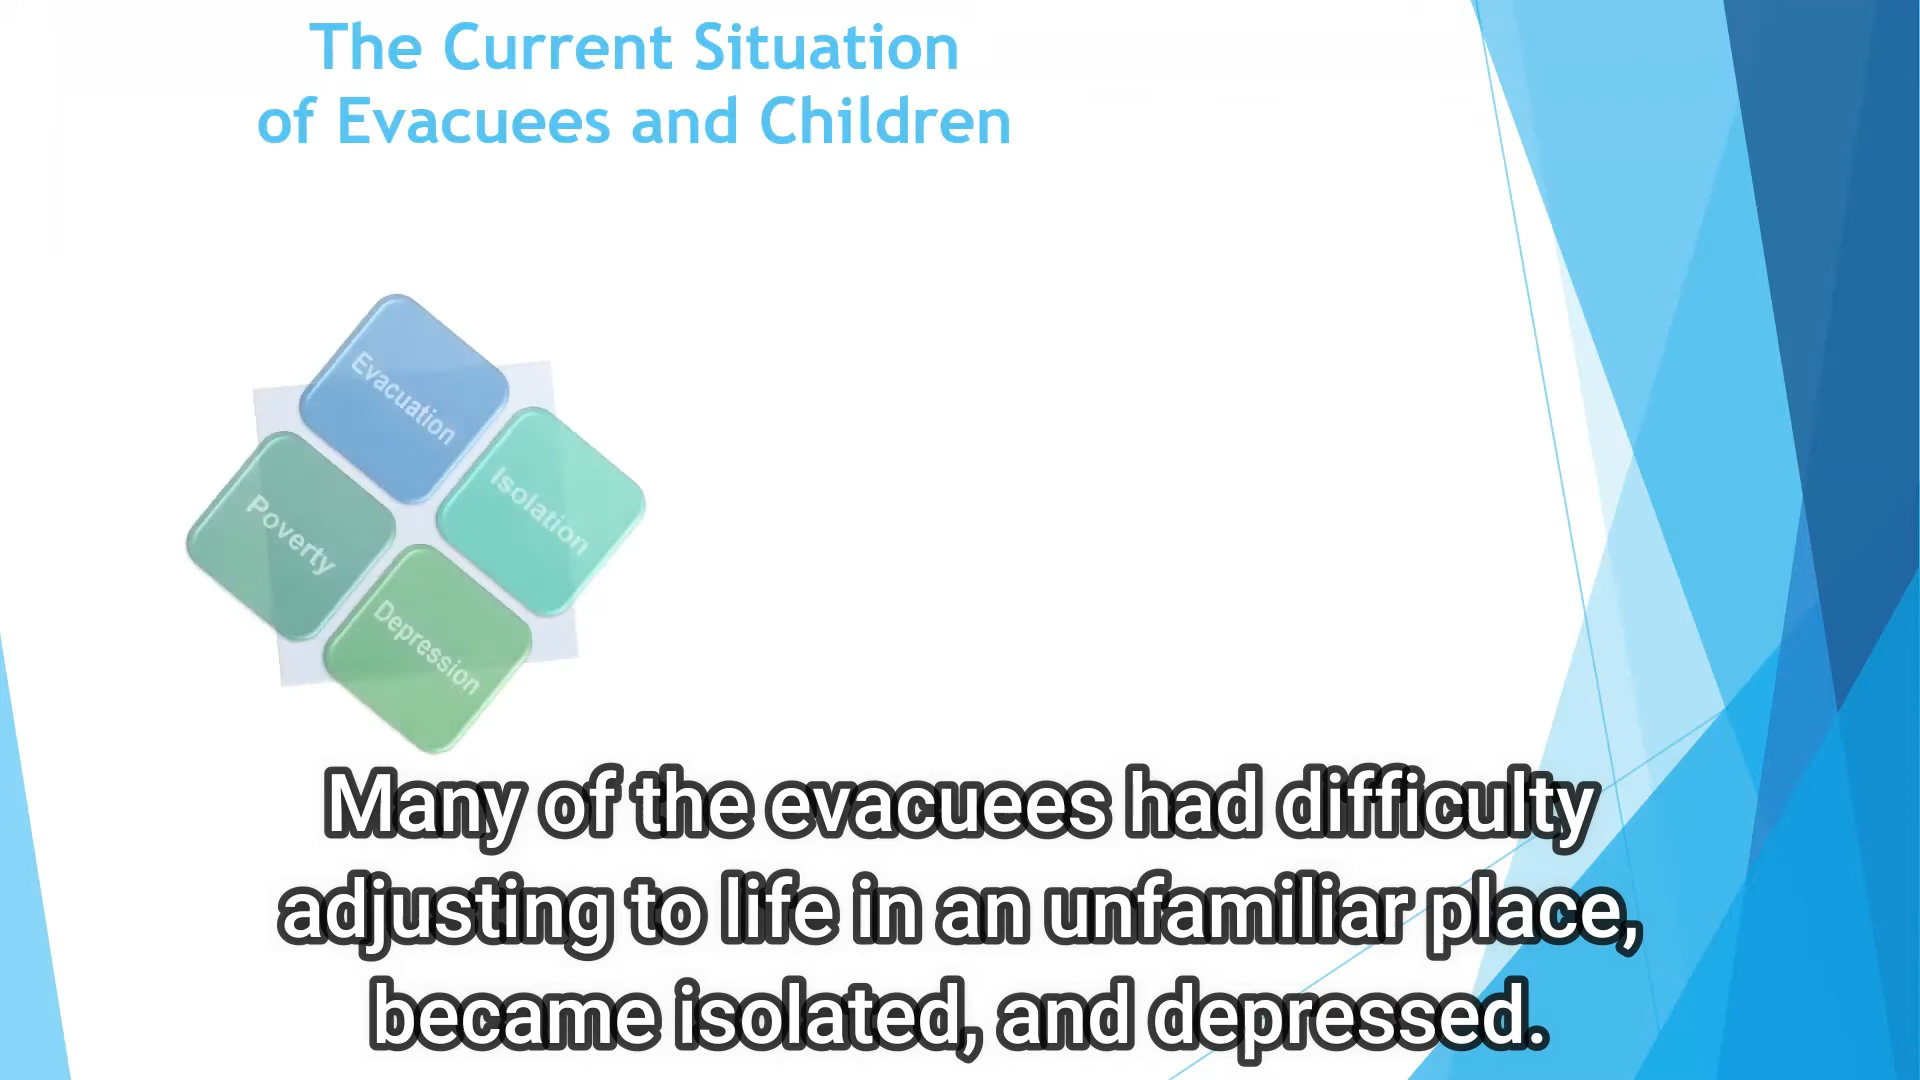 The Current Situation
of Evacuees and Children
Evacuation
Isolation
Poverty
Depression
Many of the evacuees had difficulty
adjusting to life in an unfamiliar place,
became isolated, and depressed.